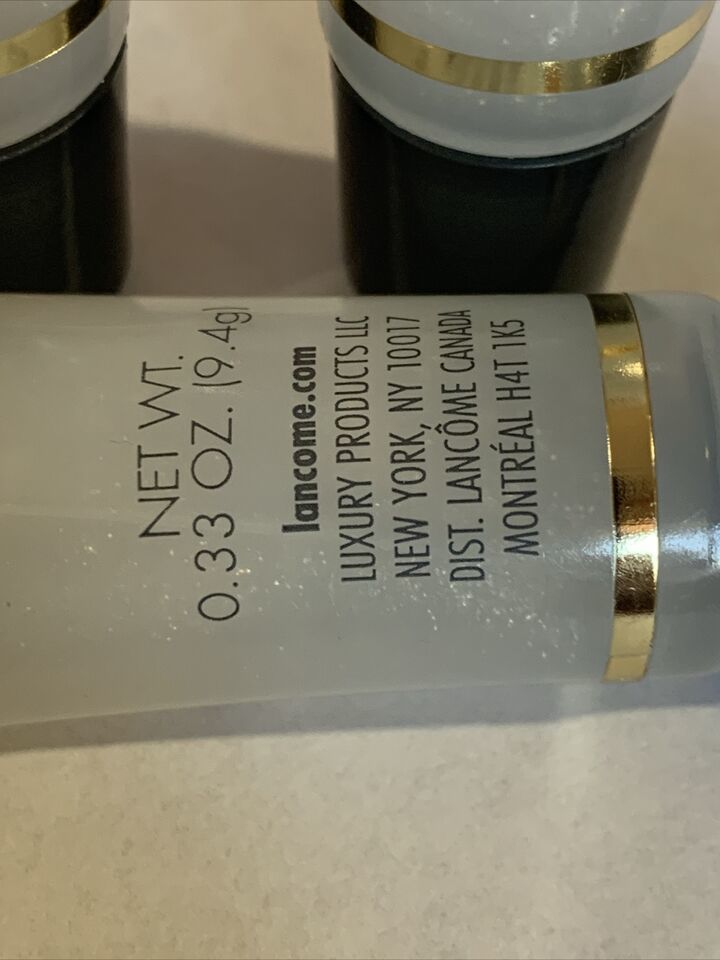 NET WT.
0.33 OZ. (9.4g)
lancome.com
LUXURY PRODUCTS LLC
NEW YORK, NY 10017
DIST. LANCÔME CANADA
MONTRÉAL H4T 1K5